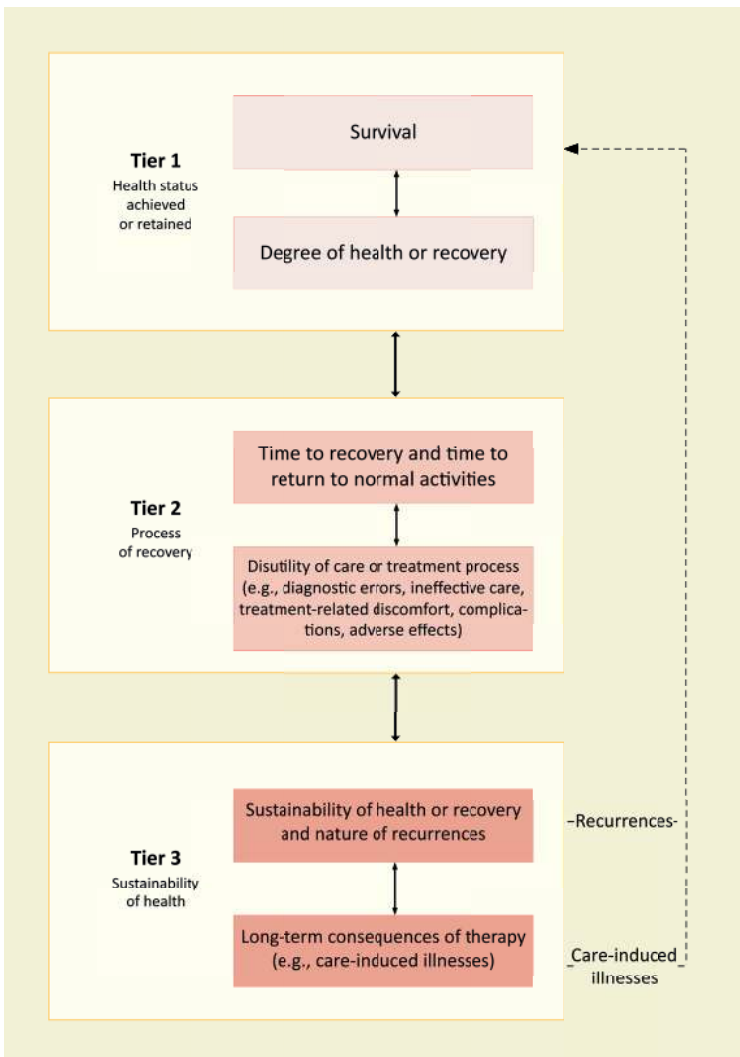 Tier 1
Health status
achieved
or retained
Survival
Degree of health or recovery
Tier 2
Process
of recovery
Time to recovery and time to
return to normal activities
Disutility of care or treatment process
(e.g., diagnostic errors, ineffective care,
treatment-related discomfort, complica-
tions, adverse effects)
Tier 3
Sustainability
of health
Sustainability of health or recovery
and nature of recurrences
Recurrences
Long-term consequences of therapy
(e.g., care-induced illnesses)
Care-induced
illnesses